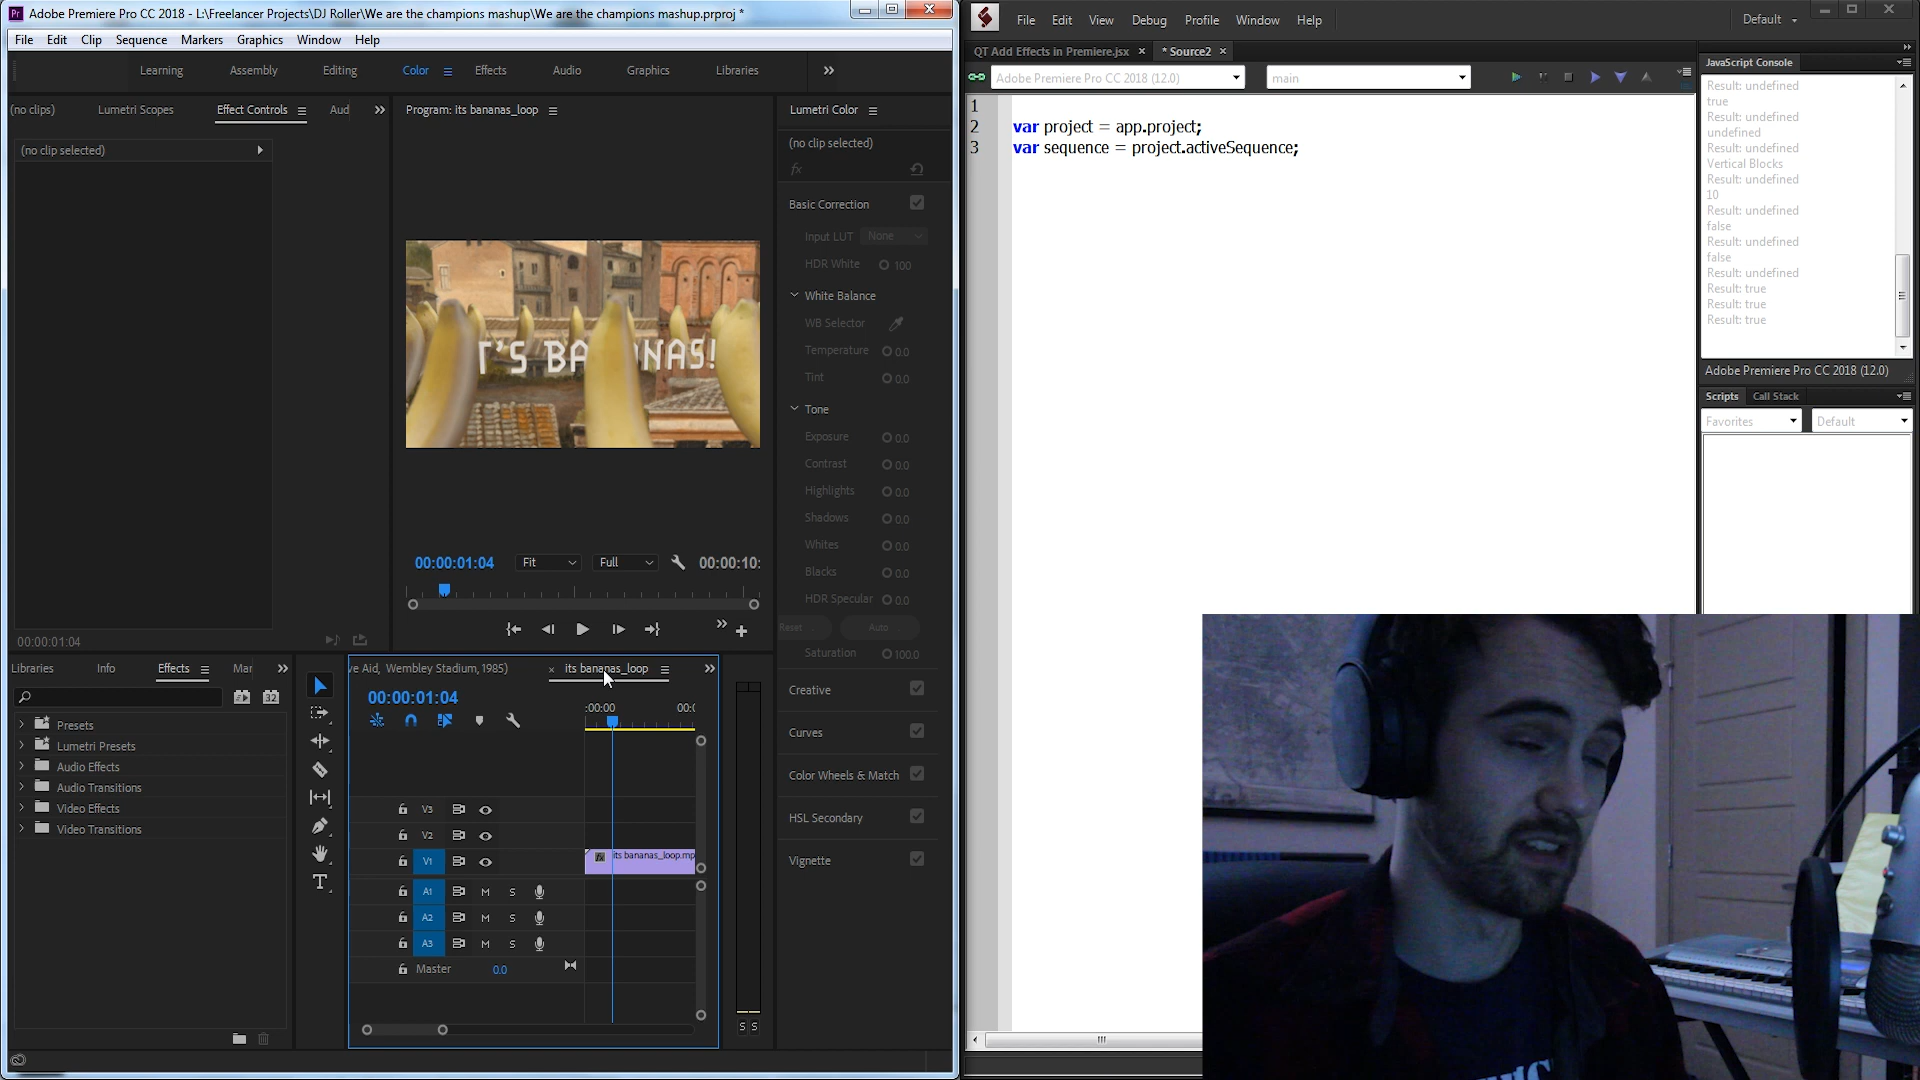 Adobe Premiere Pro CC 2018 - L:\Freelancer Projects\DJ Roller\We are the champions mashup\We are the champions mashup.prproj *
File Edit Clip Sequence Markers Graphics Window Help
Learning Assembly Editing Color Effects Audio Graphics Libraries
(no clips) Lumetri Scopes Effect Controls Aud
(no clip selected)
00:00:01:04
Program: its bananas_loop
T'S BA NAS!
00:00:01:04 Fit Full 00:00:10:
Lumetri Color
(no clip selected)
fx
Basic Correction
Input LUT None
HDR White 100
White Balance
WB Selector
Temperature 0.0
Tint 0.0
Tone
Exposure 0.0
Contrast 0.0
Highlights 0.0
Shadows 0.0
Whites 0.0
Blacks 0.0
HDR Specular 0.0
Reset Auto
Saturation 100.0
Creative
Curves
Color Wheels & Match
HSL Secondary
Vignette
Libraries Info Effects Mar
Presets
Lumetri Presets
Audio Effects
Audio Transitions
Video Effects
Video Transitions
ve Aid, Wembley Stadium, 1985) × its bananas_loop
00:00:01:04
:00:00 00:0
V3
V2
V1 fx its bananas_loop.mp
A1 M S
A2 M S
A3 M S
Master 0.0
S S
File Edit View Debug Profile Window Help
Default
QT Add Effects in Premiere.jsx × * Source2 ×
Adobe Premiere Pro CC 2018 (12.0) main
1
2 var project = app.project;
3 var sequence = project.activeSequence;
JavaScript Console
Result: undefined
true
Result: undefined
undefined
Result: undefined
Vertical Blocks
Result: undefined
10
Result: undefined
false
Result: undefined
false
Result: undefined
Result: true
Result: true
Result: true
Adobe Premiere Pro CC 2018 (12.0)
Scripts Call Stack
Favorites Default